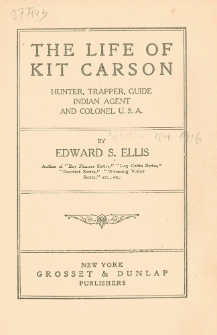 THE LIFE OF
KIT CARSON
HUNTER, TRAPPER, GUIDE
INDIAN AGENT
AND COLONEL U. S. A.
BY
EDWARD S. ELLIS
Author of "Boy Pioneer Series," "Log Cabin Series,"
"Deerfoot Series," "Wyoming Valley
Series," etc., etc.
NEW YORK
GROSSET & DUNLAP
PUBLISHERS